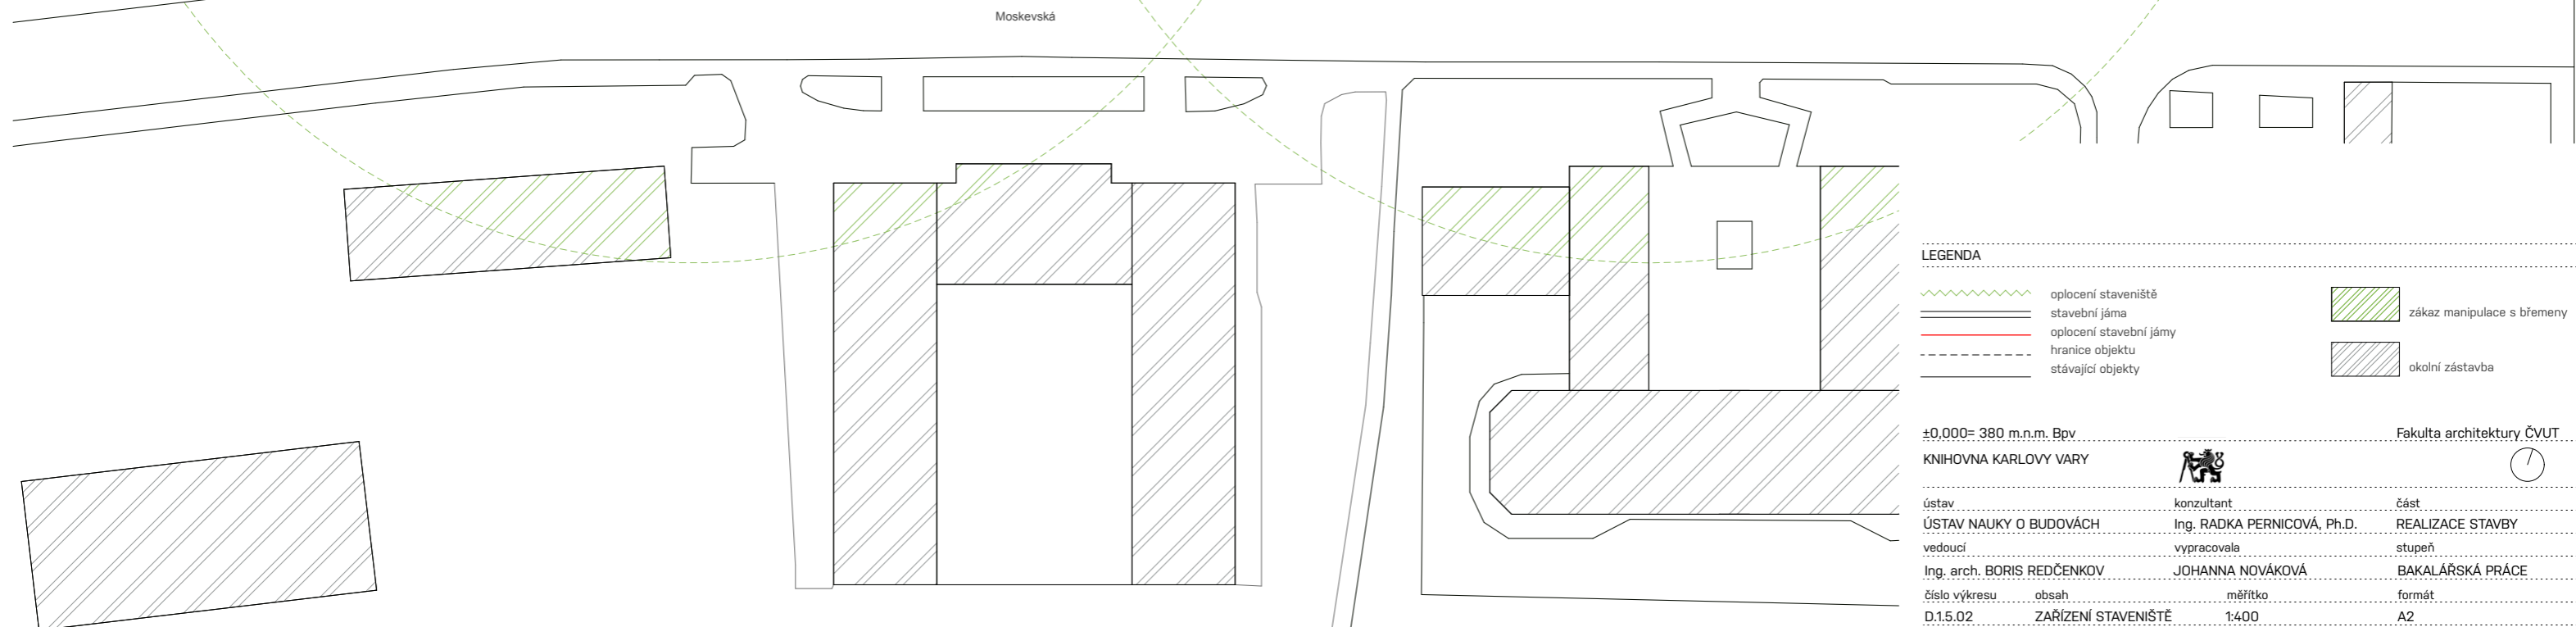 Moskevská
LEGENDA
oplocení staveniště
stavební jáma
oplocení stavební jámy
hranice objektu
stávající objekty
zákaz manipulace s břemeny
okolní zástavba
±0,000= 380 m.n.m. Bpv
Fakulta architektury ČVUT
KNIHOVNA KARLOVY VARY
ústav konzultant část
ÚSTAV NAUKY O BUDOVÁCH Ing. RADKA PERNICOVÁ, Ph.D. REALIZACE STAVBY
vedoucí vypracovala stupeň
Ing. arch. BORIS REDČENKOV JOHANNA NOVÁKOVÁ BAKALÁŘSKÁ PRÁCE
číslo výkresu obsah měřítko formát
D.1.5.02 ZAŘÍZENÍ STAVENIŠTĚ 1:400 A2